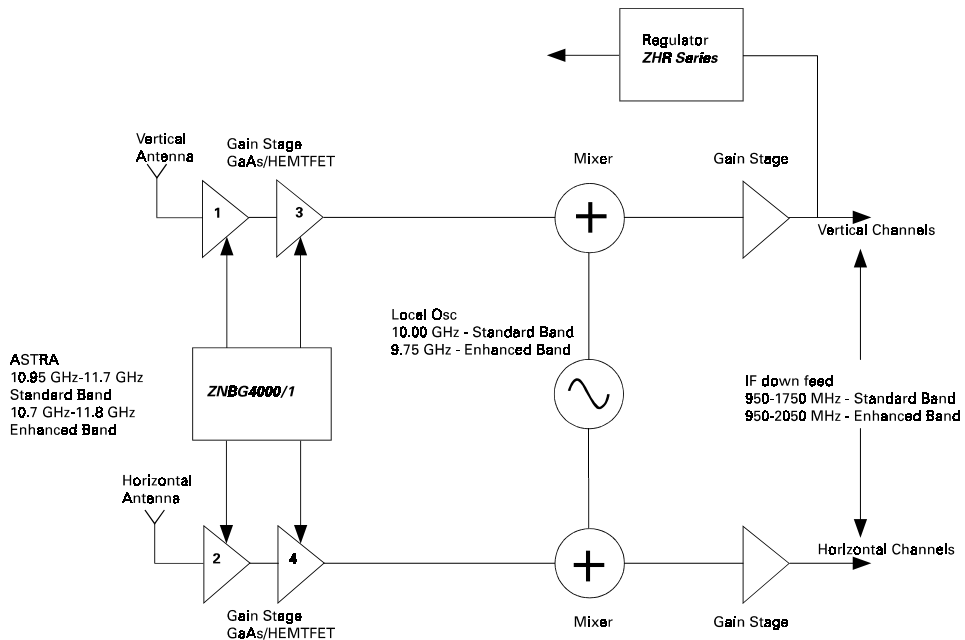 Regulator
ZHR Series
Vertical
Antenna
Gain Stage
GaAs/HEMTFET
Mixer
Gain Stage
1
3
Vertical Channels
Local Osc
10.00 GHz - Standard Band
9.75 GHz - Enhanced Band
ASTRA
10.95 GHz-11.7 GHz
Standard Band
10.7 GHz-11.8 GHz
Enhanced Band
ZNBG4000/1
IF down feed
950-1750 MHz - Standard Band
950-2050 MHz - Enhanced Band
Horizontal
Antenna
2
4
Horlzontal Channels
Gain Stage
GaAs/HEMTFET
Mixer
Gain Stage